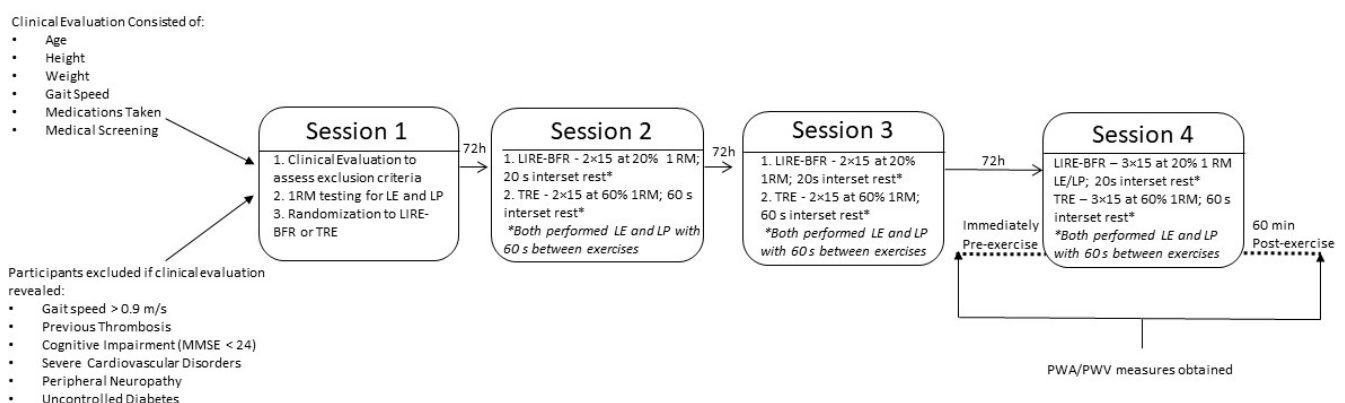 Clinical Evaluation Consisted of:
• Age
• Height
• Weight
• Gait Speed
• Medications Taken
• Medical Screening
Participants excluded if clinical evaluation
revealed:
• Gait speed > 0.9 m/s
• Previous Thrombosis
• Cognitive Impairment (MMSE < 24)
• Severe Cardiovascular Disorders
• Peripheral Neuropathy
• Uncontrolled Diabetes
Session 1
1. Clinical Evaluation to
assess exclusion criteria
2. 1RM testing for LE and LP
3. Randomization to LIRE-
BFR or TRE
72h
Session 2
1. LIRE-BFR - 2×15 at 20% 1 RM;
20 s interset rest*
2. TRE - 2×15 at 60% 1RM; 60 s
interset rest*
*Both performed LE and LP with
60 s between exercises
72h
Session 3
1. LIRE-BFR - 2×15 at 20%
1RM; 20s interset rest*
2. TRE - 2×15 at 60% 1RM;
60 s interset rest*
*Both performed LE and LP
with 60 s between exercises
72h
Immediately
Pre-exercise
Session 4
LIRE-BFR – 3×15 at 20% 1 RM
LE/LP; 20s interset rest*
TRE – 3×15 at 60% 1RM; 60 s
interset rest*
*Both performed LE and LP
with 60 s between exercises
60 min
Post-exercise
PWA/PWV measures obtained